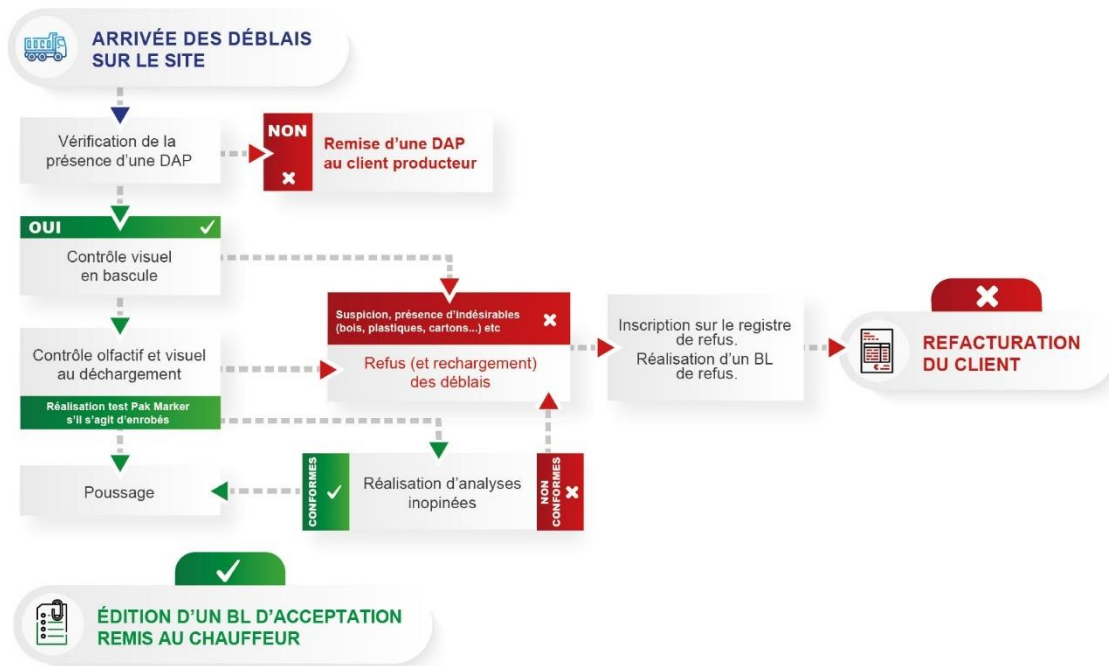 ARRIVÉE DES DÉBLAIS
SUR LE SITE
Vérification de la
présence d'une DAP
NON
Remise d'une DAP
au client producteur
OUI
Contrôle visuel
en bascule
Suspicion, présence d'indésirables
(bois, plastiques, cartons...) etc
Refus (et rechargement)
des déblais
Inscription sur le registre
de refus.
Réalisation d'un BL
de refus.
REFACTURATION
DU CLIENT
Contrôle olfactif et visuel
au déchargement
Réalisation test Pak Marker
s'il s'agit d'enrobés
Poussage
CONFORMES
Réalisation d'analyses
inopinées
NON
CONFORMES
ÉDITION D'UN BL D'ACCEPTATION
REMIS AU CHAUFFEUR